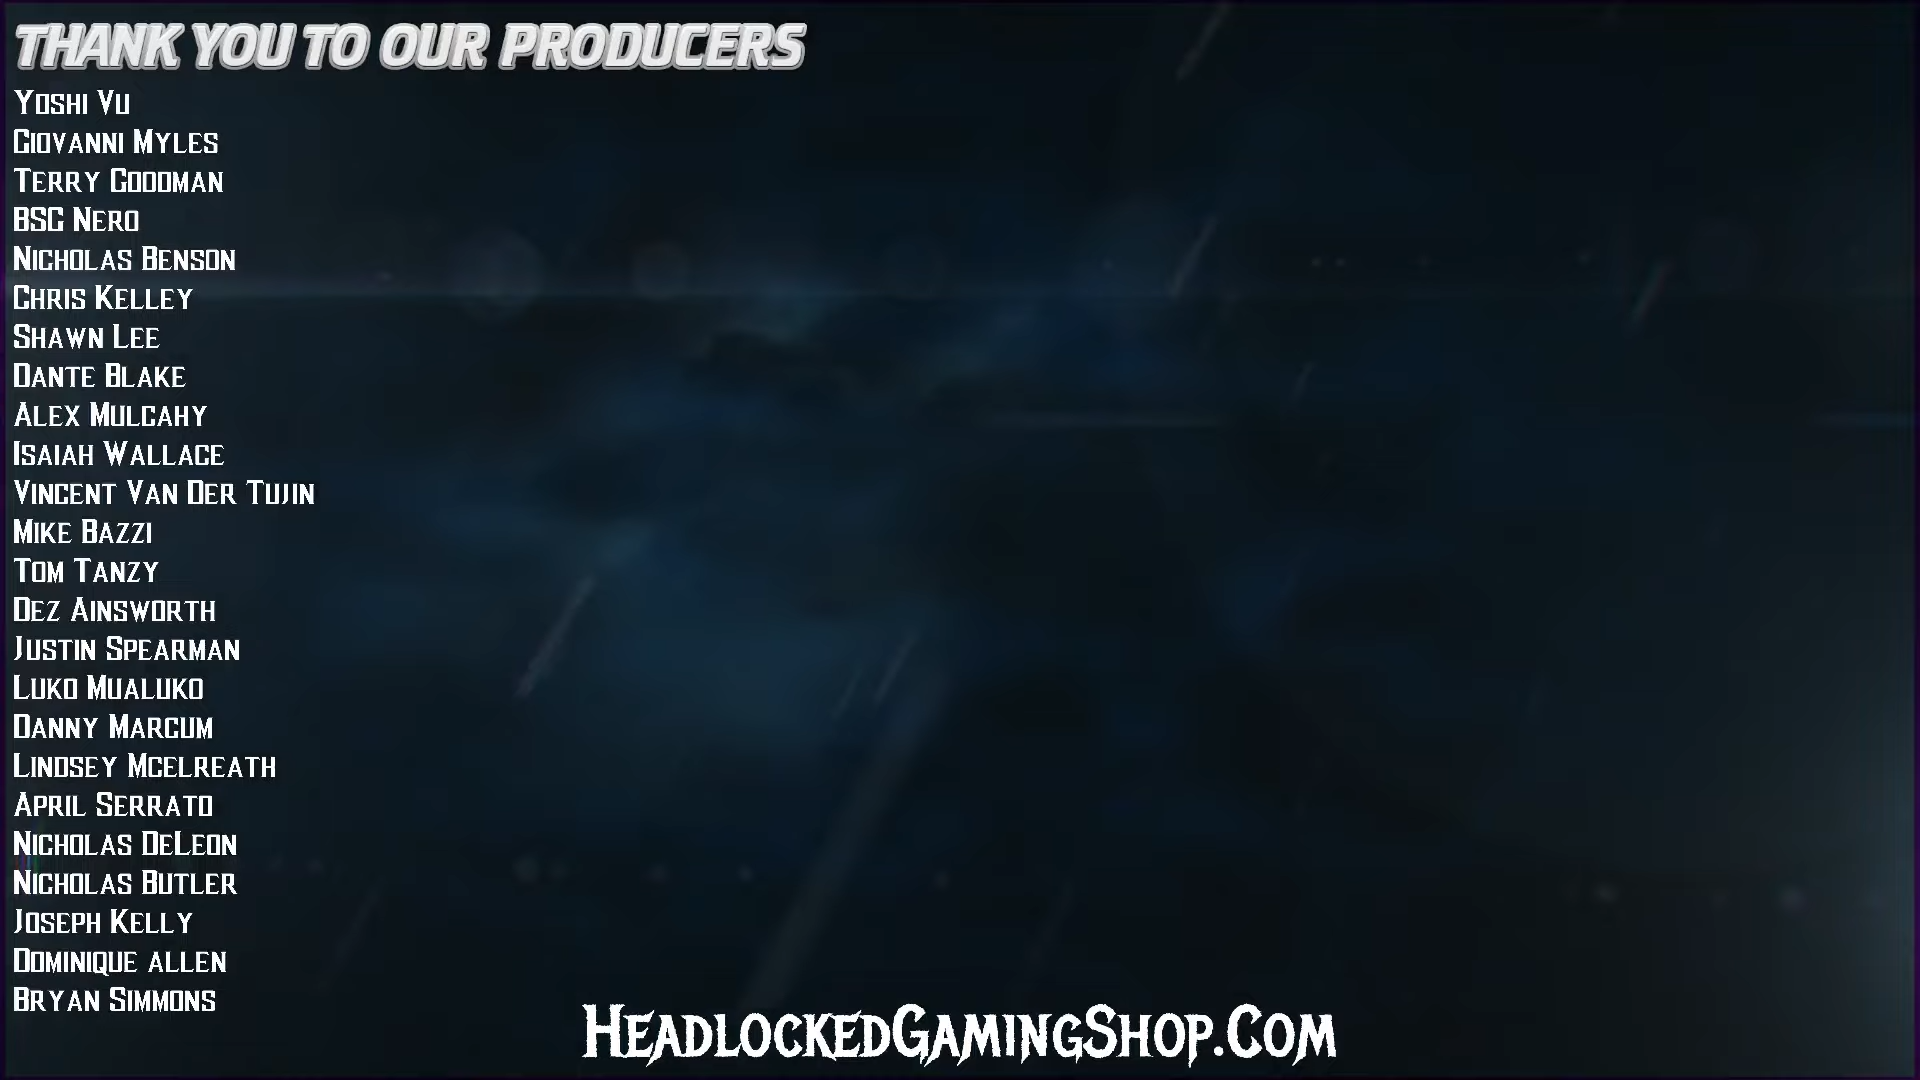 THANK YOU TO OUR PRODUCERS
Yoshi Vu
Giovanni Myles
Terry Goodman
BSG Nero
Nicholas Benson
Chris Kelley
Shawn Lee
Dante Blake
Alex Mulcahy
Isaiah Wallace
Vincent Van Der Tuijin
Mike Bazzi
Tom Tanzy
Dez Ainsworth
Justin Spearman
Luko Mualuko
Danny Marcum
Lindsey Mcelreath
April Serrato
Nicholas DeLeon
Nicholas Butler
Joseph Kelly
Dominique allen
Bryan Simmons
HeadlockedGamingShop.Com